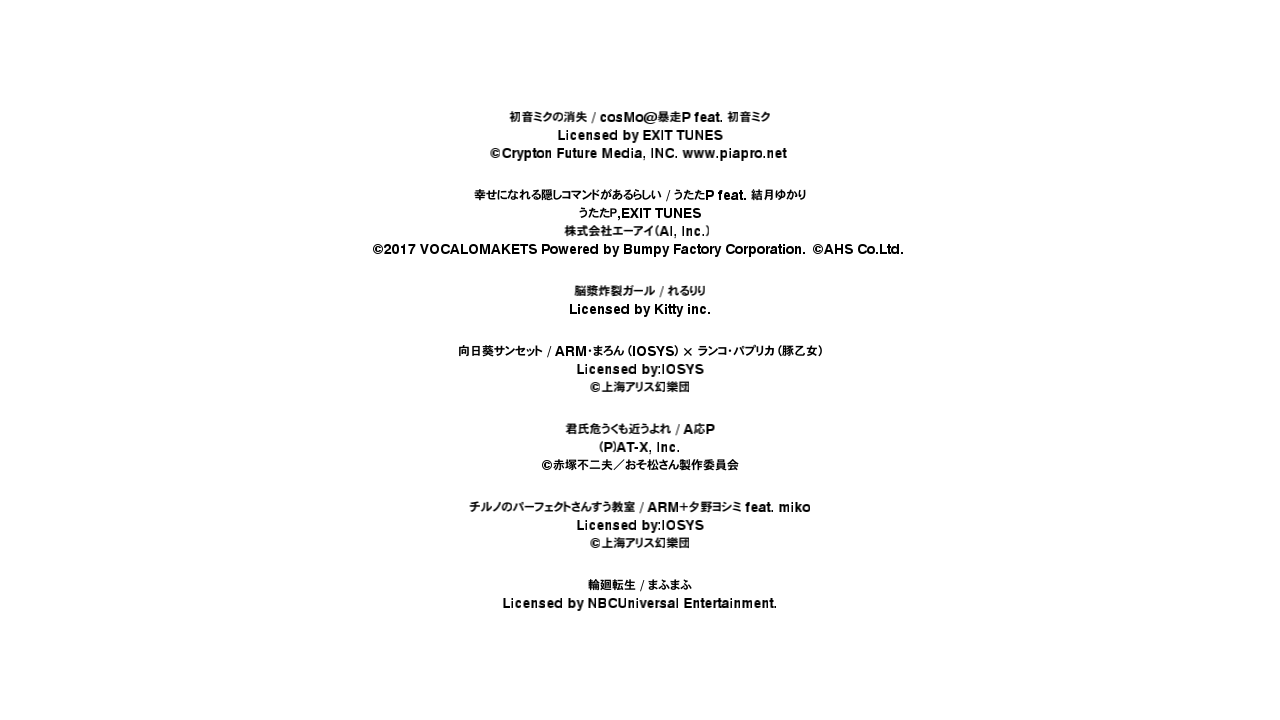 初音ミクの消失 / cosMo@暴走P feat. 初音ミク
Licensed by EXIT TUNES
©Crypton Future Media, INC. www.piapro.net
幸せになれる隠しコマンドがあるらしい / うたたP feat. 結月ゆかり
うたたP,EXIT TUNES
株式会社エーアイ(AI, Inc.)
©2017 VOCALOMAKETS Powered by Bumpy Factory Corporation. ©AHS Co.Ltd.
脳漿炸裂ガール / れるりり
Licensed by Kitty inc.
向日葵サンセット / ARM・まろん (IOSYS) × ランコ・パプリカ (豚乙女)
Licensed by:IOSYS
©上海アリス幻樂団
君氏危うくも近うよれ / A応P
(P)AT-X, Inc.
©赤塚不二夫／おそ松さん製作委員会
チルノのパーフェクトさんすう教室 / ARM＋夕野ヨシミ feat. miko
Licensed by:IOSYS
©上海アリス幻樂団
輪廻転生 / まふまふ
Licensed by NBCUniversal Entertainment.